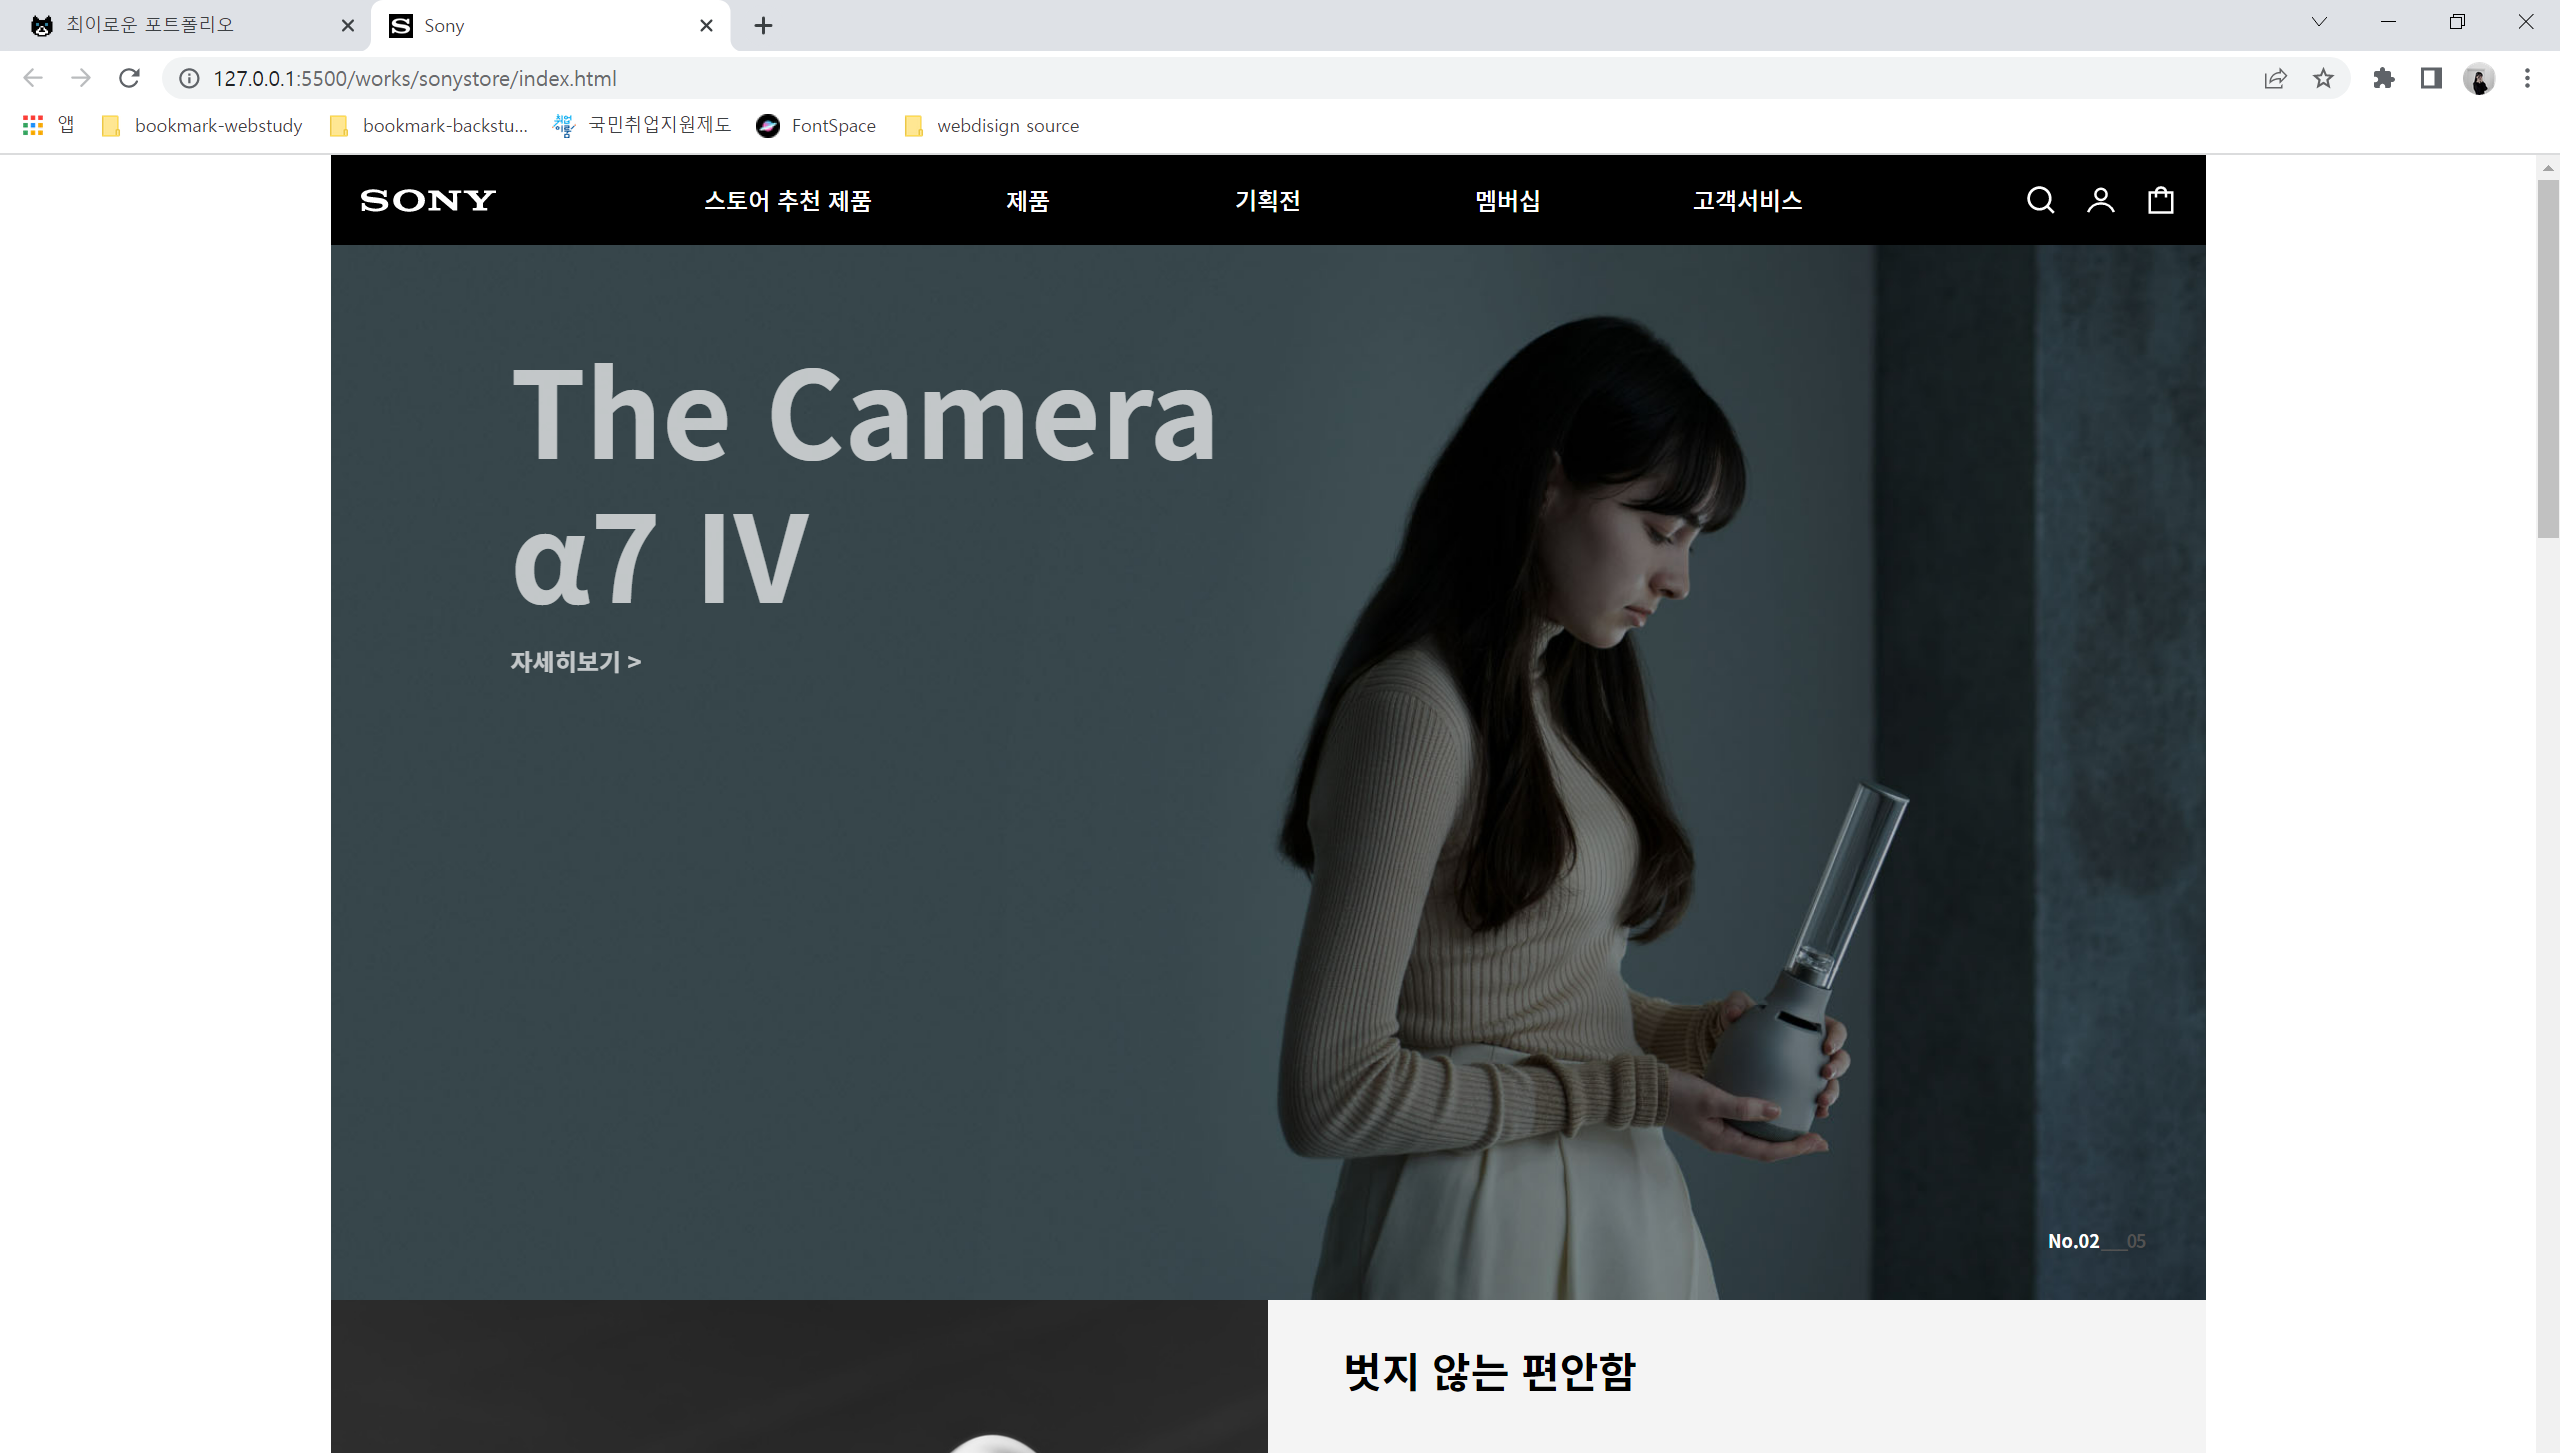 최이로운 포트폴리오
Sony
127.0.0.1:5500/works/sonystore/index.html
앱
bookmark-webstudy
bookmark-backstu...
국민취업지원제도
FontSpace
webdisign source
SONY
스토어 추천 제품
제품
기획전
멤버십
고객서비스
The Camera
α7 IV
자세히보기 >
No.02___05
벗지 않는 편안함